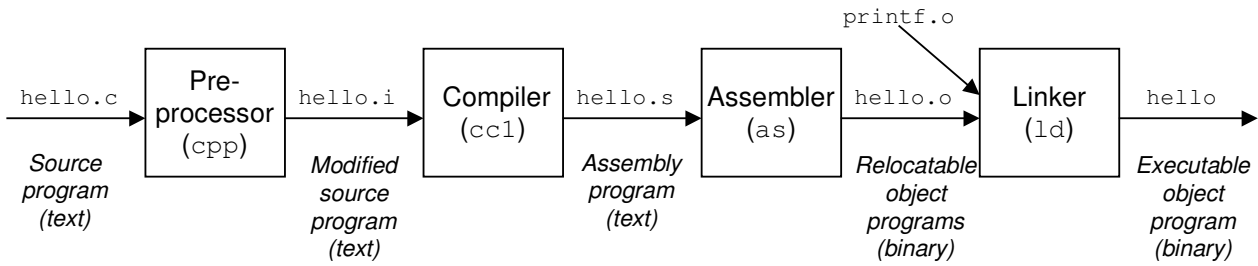 printf.o
hello.c
Pre-
processor
(cpp)
hello.i
Compiler
(cc1)
hello.s
Assembler
(as)
hello.o
Linker
(ld)
hello
Source
program
(text)
Modified
source
program
(text)
Assembly
program
(text)
Relocatable
object
programs
(binary)
Executable
object
program
(binary)